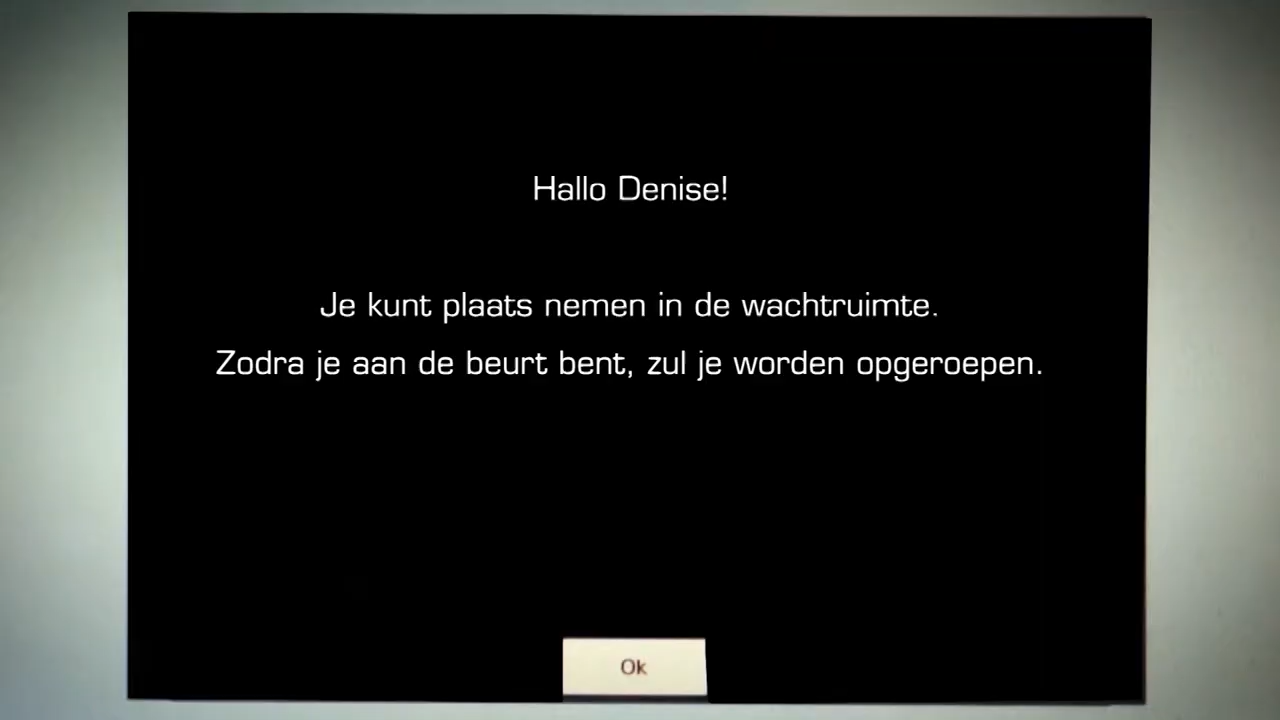 Hallo Denise!
Je kunt plaats nemen in de wachtruimte.
Zodra je aan de beurt bent, zul je worden opgeroepen.
Ok